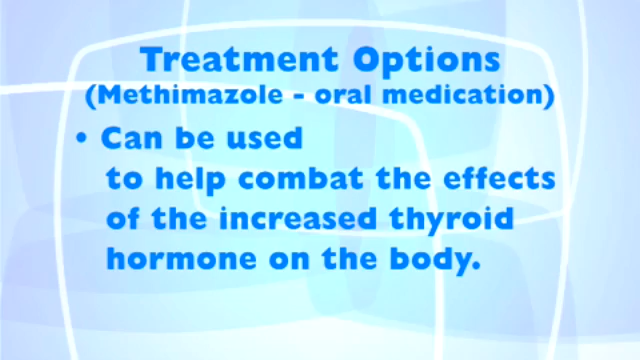 Treatment Options
(Methimazole - oral medication)
• Can be used
to help combat the effects
of the increased thyroid
hormone on the body.